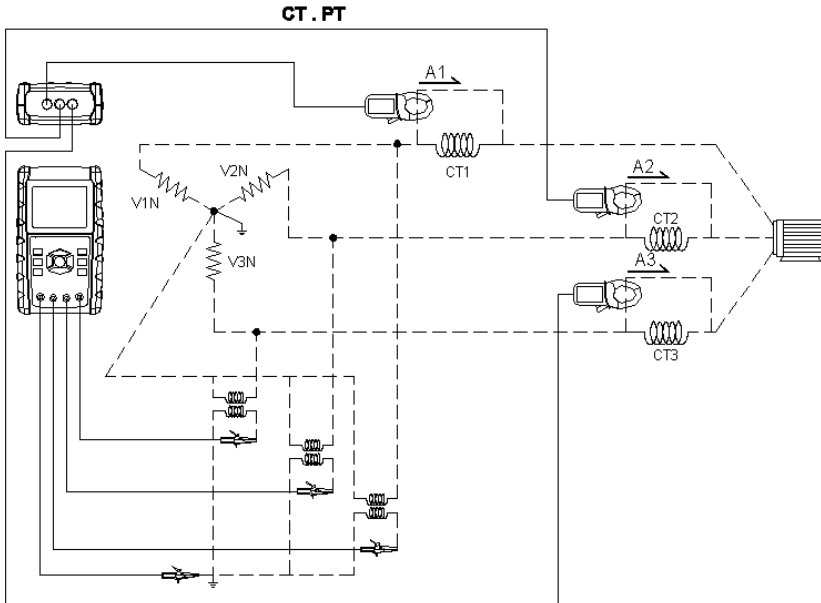 CT . PT
A1
V2N
V1N
CT1
A2
CT2
V3N
A3
CT3